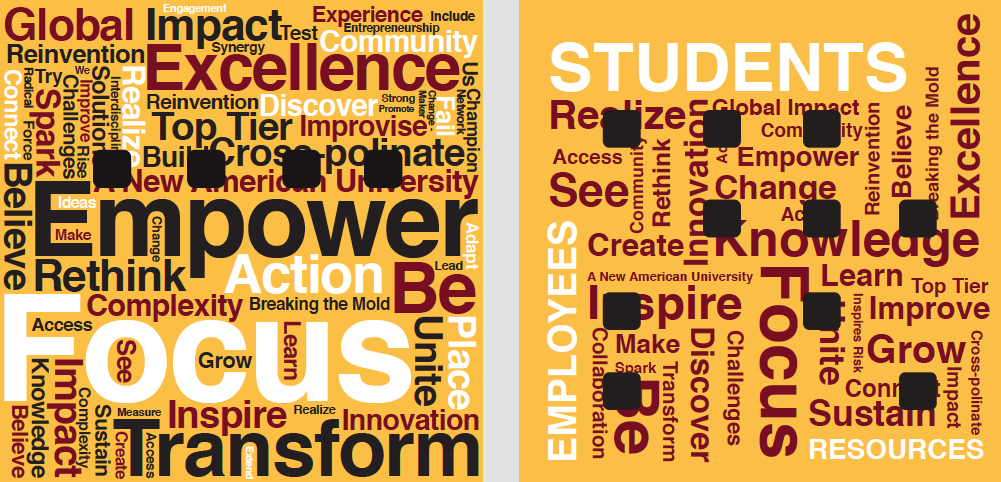 Engagement
Global Impact
Test
Experience
Include
Entrepreneurship
Community
Reinvention
Synergy
Excellence
We
Try
Radical
Force
Connect
Spark
Challenges
Improve
Rise
Solution
Realize
Reinvention
Discover
Strong
Promote
Fail
Network
Us
Champion
Top Tier
Improvise
Cross-polinate
A New American University
Believe
Empower
Ideas
Make
Change
Adapt
Rethink
Action
Lead
Be
Complexity
Breaking the Mold
Focus
Access
See
Grow
Learn
Unite
Place
Knowledge
Impact
Complexity
Sustain
Measure
Inspire
Realize
Innovation
Believe
Create
Access
Transform
Extend
STUDENTS
Realize
Global Impact
Community
Access
Community
Rethink
Innovation
Empower
Reinvention
Believe
Breaking the Mold
Excellence
See
Change
Create
Knowledge
EMPLOYEES
A New American University
Inspire
Focus
Learn
Top Tier
Unite
Inspires Risk
Improve
Collaboration
Make
Spark
Be
Transform
Discover
Challenges
Grow
Connect
Sustain
Impact
Cross-polinate
RESOURCES